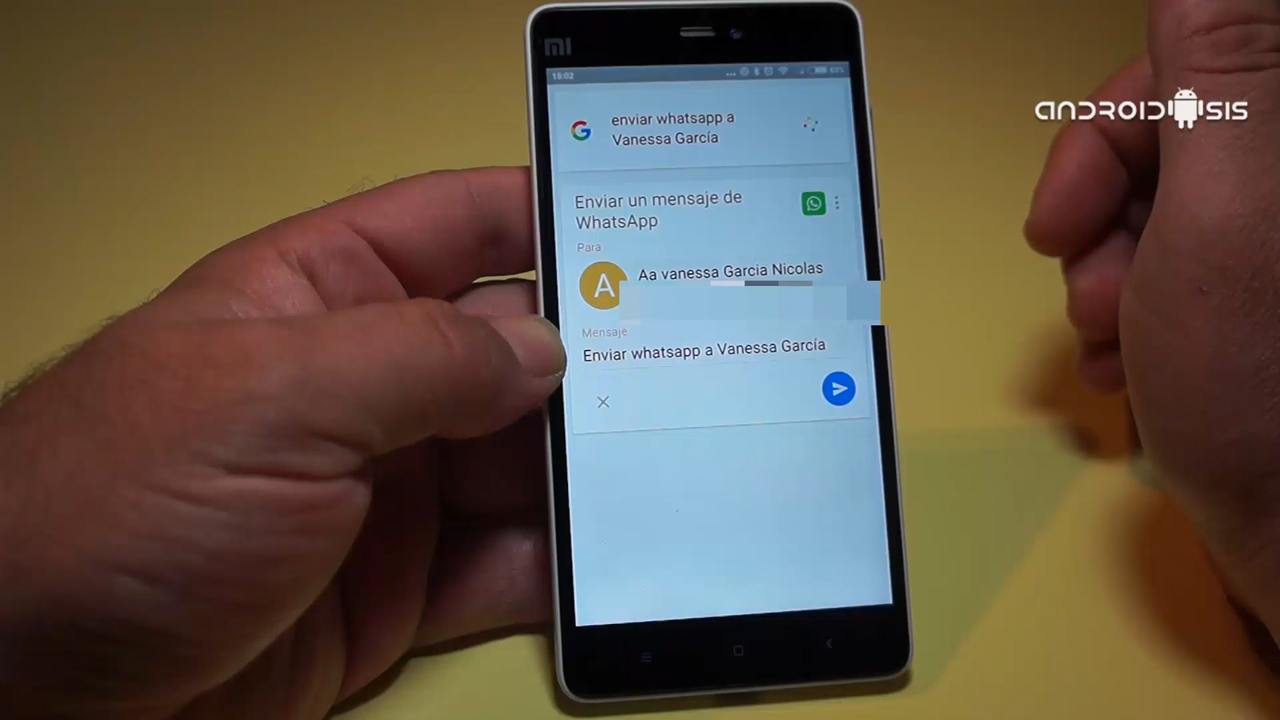 mi
18:02
63%
enviar whatsapp a
Vanessa García
Enviar un mensaje de
WhatsApp
Para
A
Aa vanessa Garcia Nicolas
Mensaje
Enviar whatsapp a Vanessa García
ANDROIDSIS